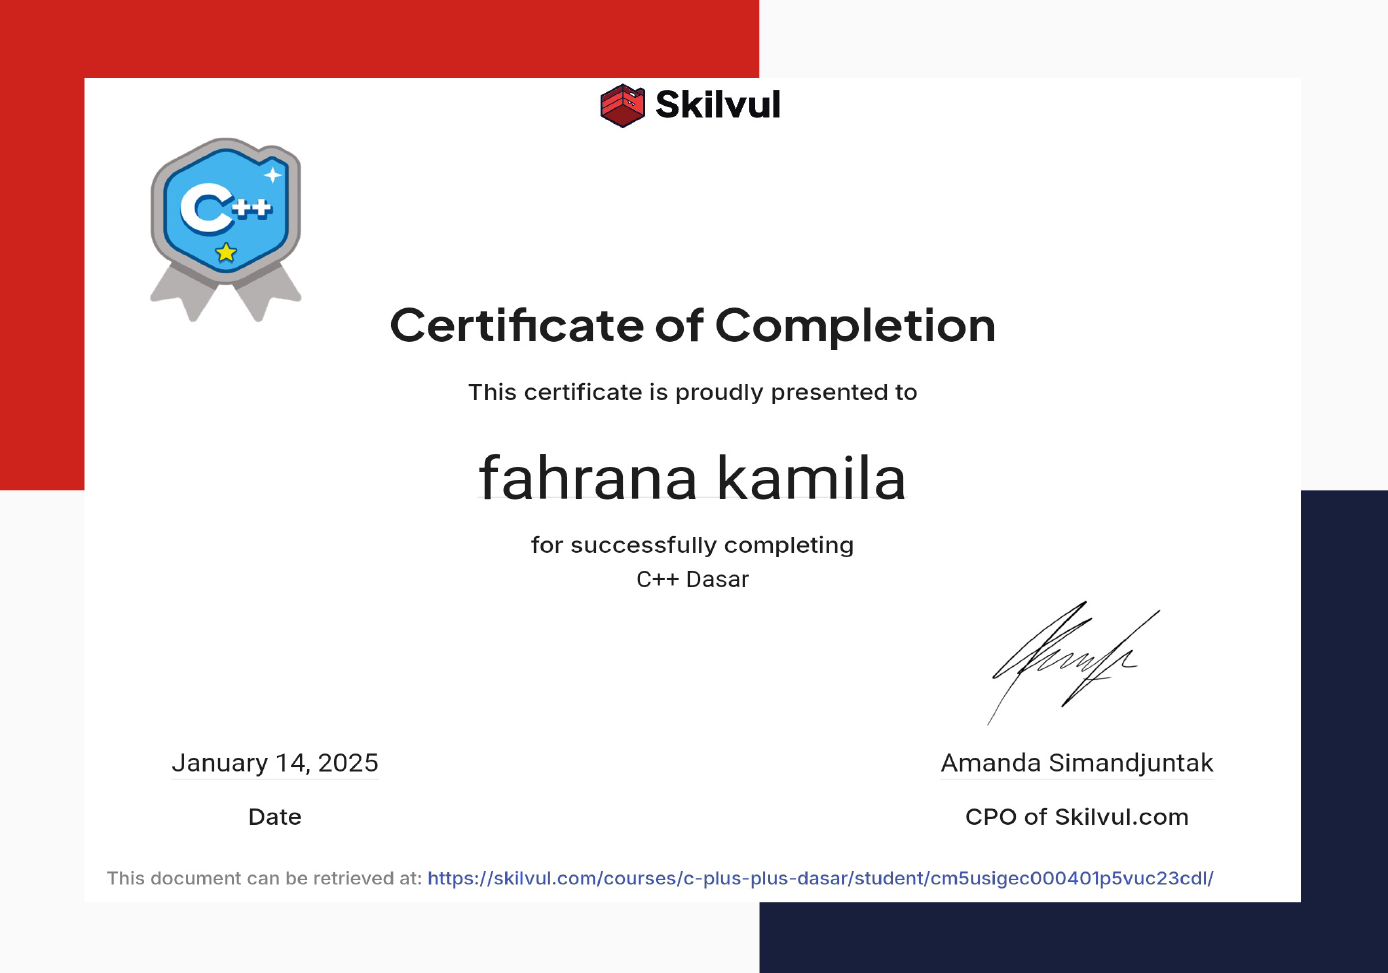 Skilvul
C++
Certificate of Completion
This certificate is proudly presented to
fahrana kamila
for successfully completing
C++ Dasar
January 14, 2025
Amanda Simandjuntak
Date
CPO of Skilvul.com
This document can be retrieved at: https://skilvul.com/courses/c-plus-plus-dasar/student/cm5usigec000401p5vuc23cdl/